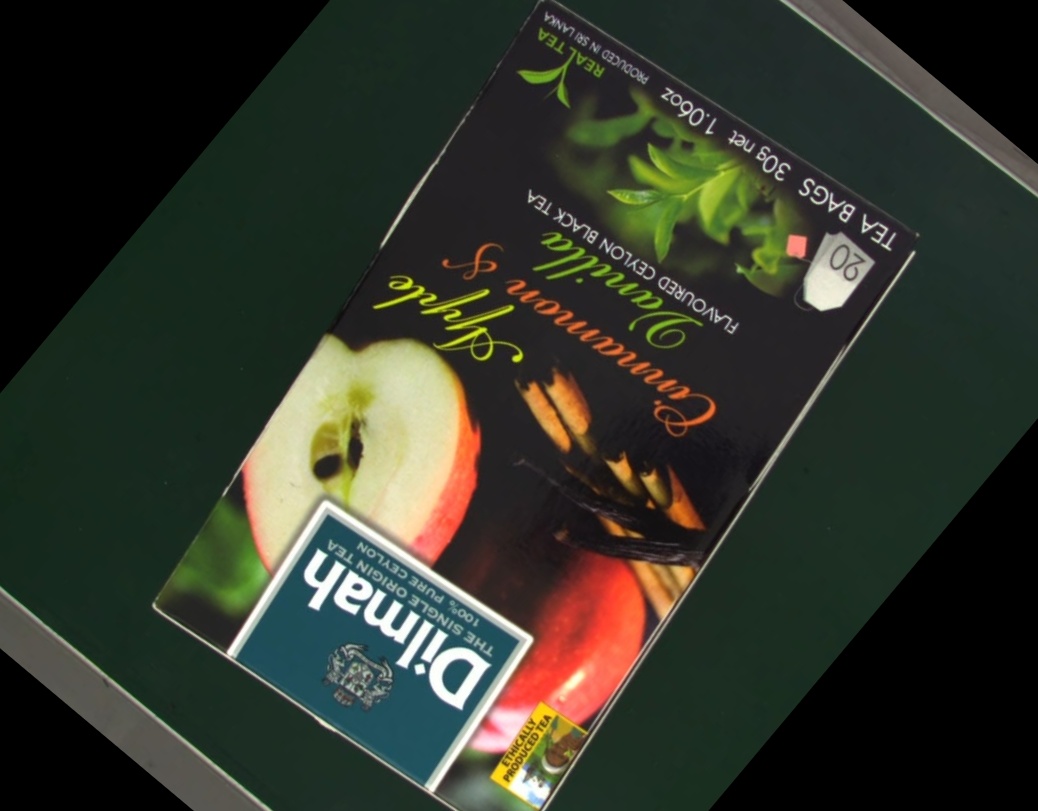 Dilmah
THE SINGLE ORIGIN TEA
100% PURE CEYLON
ETHICALLY
PRODUCED TEA
Apple
Cinnamon &
Vanilla
FLAVOURED CEYLON BLACK TEA
20
TEA BAGS 30g net 1.06oz
REAL TEA
PRODUCED IN SRI LANKA